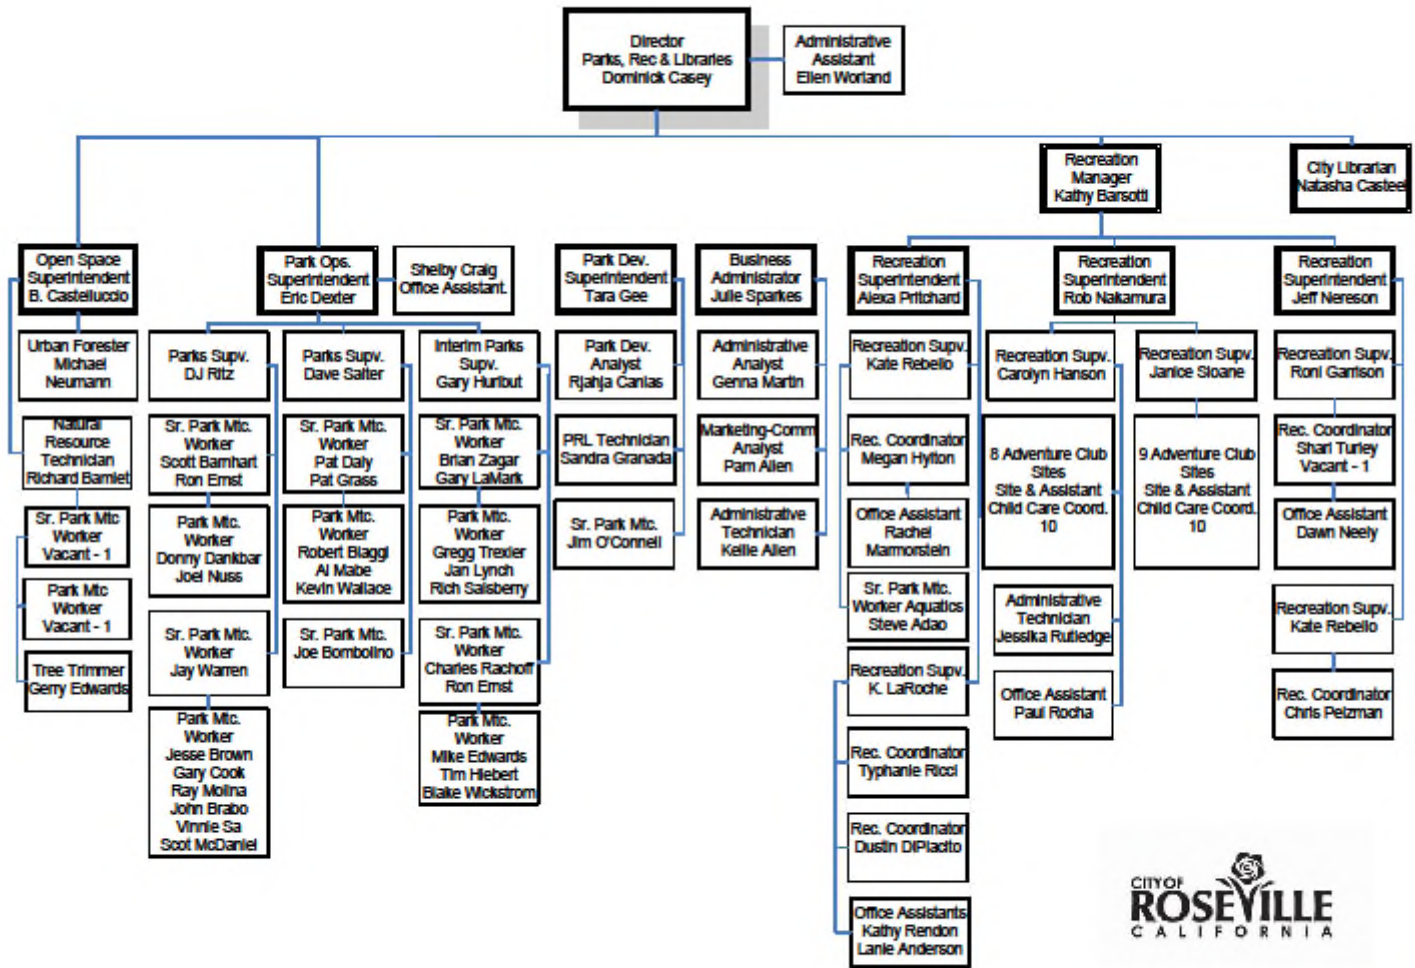 Director
Parks, Rec & Libraries
Dominick Casey
Administrative
Assistant
Ellen Worland
Recreation
Manager
Kathy Barsotti
City Librarian
Natasha Casteel
Open Space
Superintendent
B. Castelluccio
Park Ops.
Superintendent
Eric Dexter
Shelby Craig
Office Assistant.
Park Dev.
Superintendent
Tara Gee
Business
Administrator
Julie Sparkes
Recreation
Superintendent
Alexa Pritchard
Recreation
Superintendent
Rob Nakamura
Recreation
Superintendent
Jeff Nereson
Urban Forester
Michael
Neumann
Natural
Resource
Technician
Richard Bamlet
Sr. Park Mtc
Worker
Vacant - 1
Park Mtc
Worker
Vacant - 1
Tree Trimmer
Gerry Edwards
Parks Supv.
DJ Ritz
Sr. Park Mtc.
Worker
Scott Barnhart
Ron Ernst
Park Mtc.
Worker
Donny Dankbar
Joel Nuss
Sr. Park Mtc.
Worker
Jay Warren
Park Mtc.
Worker
Jesse Brown
Gary Cook
Ray Molina
John Brabo
Vinnie Sa
Scot McDaniel
Parks Supv.
Dave Salter
Sr. Park Mtc.
Worker
Pat Daly
Pat Grass
Park Mtc.
Worker
Robert Biaggi
Al Mabe
Kevin Wallace
Sr. Park Mtc.
Joe Bombolino
Interim Parks
Supv.
Gary Hurlbut
Sr. Park Mtc.
Worker
Brian Zagar
Gary LaMark
Park Mtc.
Worker
Gregg Trexler
Jan Lynch
Rich Salsberry
Sr. Park Mtc.
Worker
Charles Rachoff
Ron Ernst
Park Mtc.
Worker
Mike Edwards
Tim Hiebert
Blake Wickstrom
Park Dev.
Analyst
Rjahja Canlas
PRL Technician
Sandra Granada
Sr. Park Mtc.
Jim O'Connell
Administrative
Analyst
Genna Martin
Marketing-Comm
Analyst
Pam Allen
Administrative
Technician
Kellie Allen
Recreation Supv.
Kate Rebello
Rec. Coordinator
Megan Hylton
Office Assistant
Rachel
Marmorstein
Sr. Park Mtc.
Worker Aquatics
Steve Adao
Recreation Supv.
K. LaRoche
Rec. Coordinator
Typhanie Ricci
Rec. Coordinator
Dustin DiPlacito
Office Assistants
Kathy Rendon
Lanie Anderson
Recreation Supv.
Carolyn Hanson
8 Adventure Club
Sites
Site & Assistant
Child Care Coord.
10
Administrative
Technician
Jessika Rutledge
Office Assistant
Paul Rocha
Recreation Supv.
Janice Sloane
9 Adventure Club
Sites
Site & Assistant
Child Care Coord.
10
Recreation Supv.
Roni Garrison
Rec. Coordinator
Shari Turley
Vacant - 1
Office Assistant
Dawn Neely
Recreation Supv.
Kate Rebello
Rec. Coordinator
Chris Pelzman
CITY OF
ROSEVILLE
CALIFORNIA